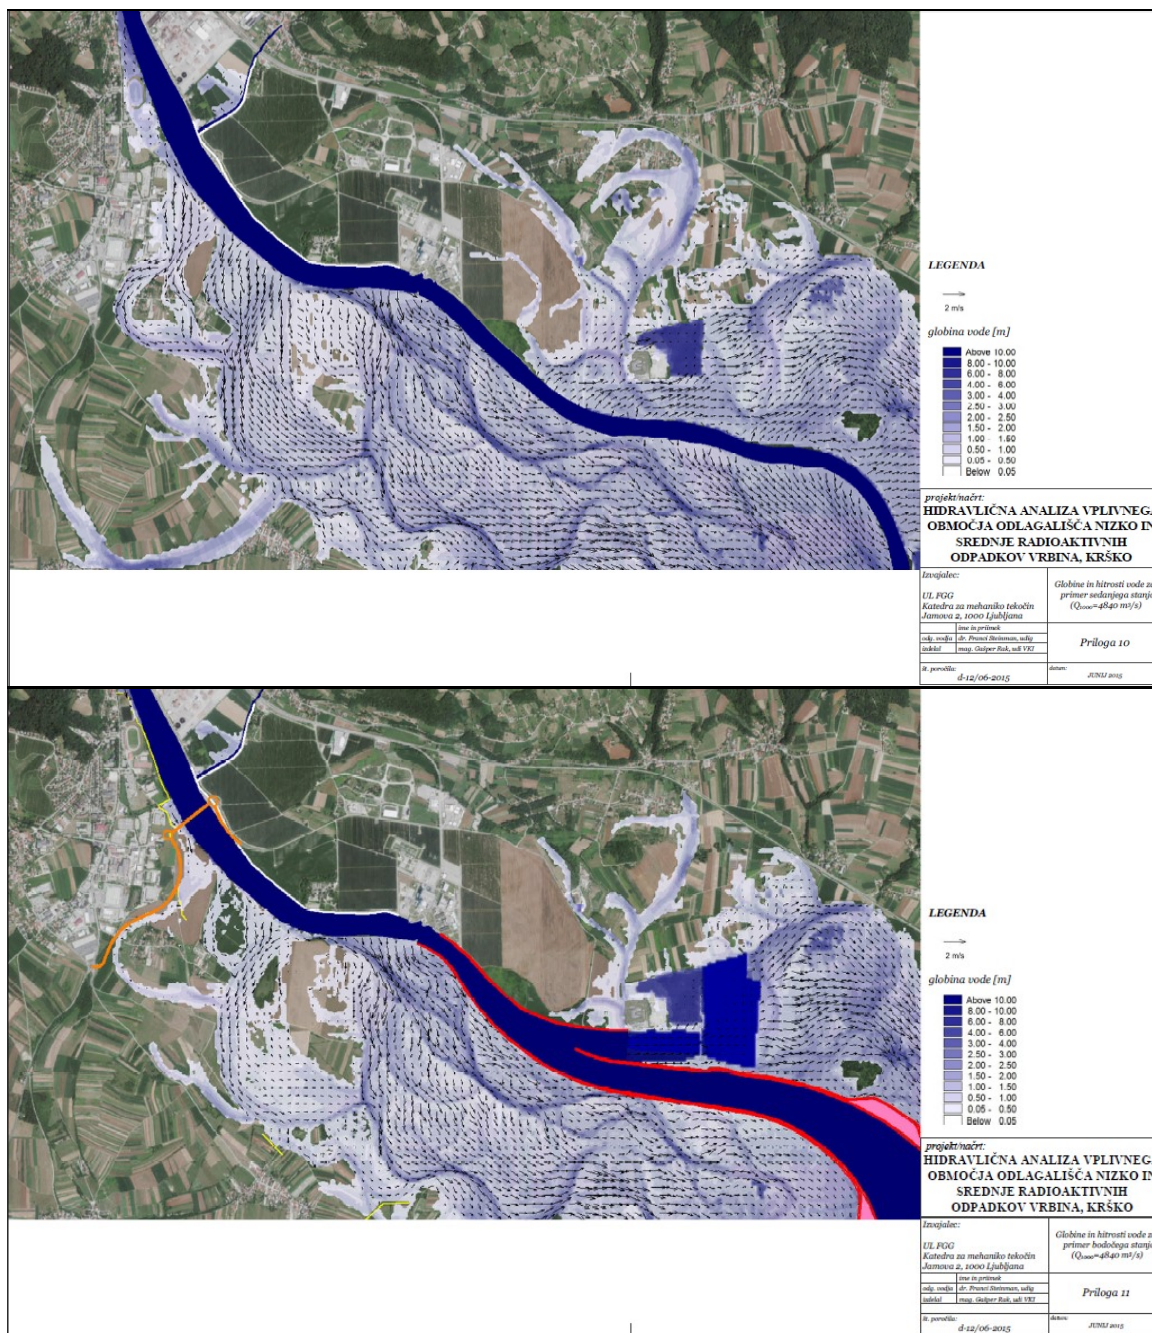 LEGENDA
2 m/s
globina vode [m]
Above 10.00
8.00 - 10.00
6.00 - 8.00
4.00 - 6.00
3.00 - 4.00
2.50 - 3.00
2.00 - 2.50
1.50 - 2.00
1.00 - 1.50
0.50 - 1.00
0.05 - 0.50
Below 0.05
projekt/načrt:
HIDRAVLIČNA ANALIZA VPLIVNEGA
OBMOČJA ODLAGALIŠČA NIZKO IN
SREDNJE RADIOAKTIVNIH
ODPADKOV VRBINA, KRŠKO
Izvajalec:
UL FGG
Katedra za mehaniko tekočin
Jamova 2, 1000 Ljubljana
Globine in hitrosti vode za
primer sedanjega stanja
(Q₁₀₀₀=4840 m³/s)
ime in priimek
odg. vodja dr. Franci Steinman, udig
izdelal mag. Gašper Rak, udi VKI
Priloga 10
št. poročila:
d-12/06-2015
datum:
JUNIJ 2015
LEGENDA
2 m/s
globina vode [m]
Above 10.00
8.00 - 10.00
6.00 - 8.00
4.00 - 6.00
3.00 - 4.00
2.50 - 3.00
2.00 - 2.50
1.50 - 2.00
1.00 - 1.50
0.50 - 1.00
0.05 - 0.50
Below 0.05
projekt/načrt:
HIDRAVLIČNA ANALIZA VPLIVNEGA
OBMOČJA ODLAGALIŠČA NIZKO IN
SREDNJE RADIOAKTIVNIH
ODPADKOV VRBINA, KRŠKO
Izvajalec:
UL FGG
Katedra za mehaniko tekočin
Jamova 2, 1000 Ljubljana
Globine in hitrosti vode za
primer bodočega stanja
(Q₁₀₀₀=4840 m³/s)
ime in priimek
odg. vodja dr. Franci Steinman, udig
izdelal mag. Gašper Rak, udi VKI
Priloga 11
št. poročila:
d-12/06-2015
datum:
JUNIJ 2015